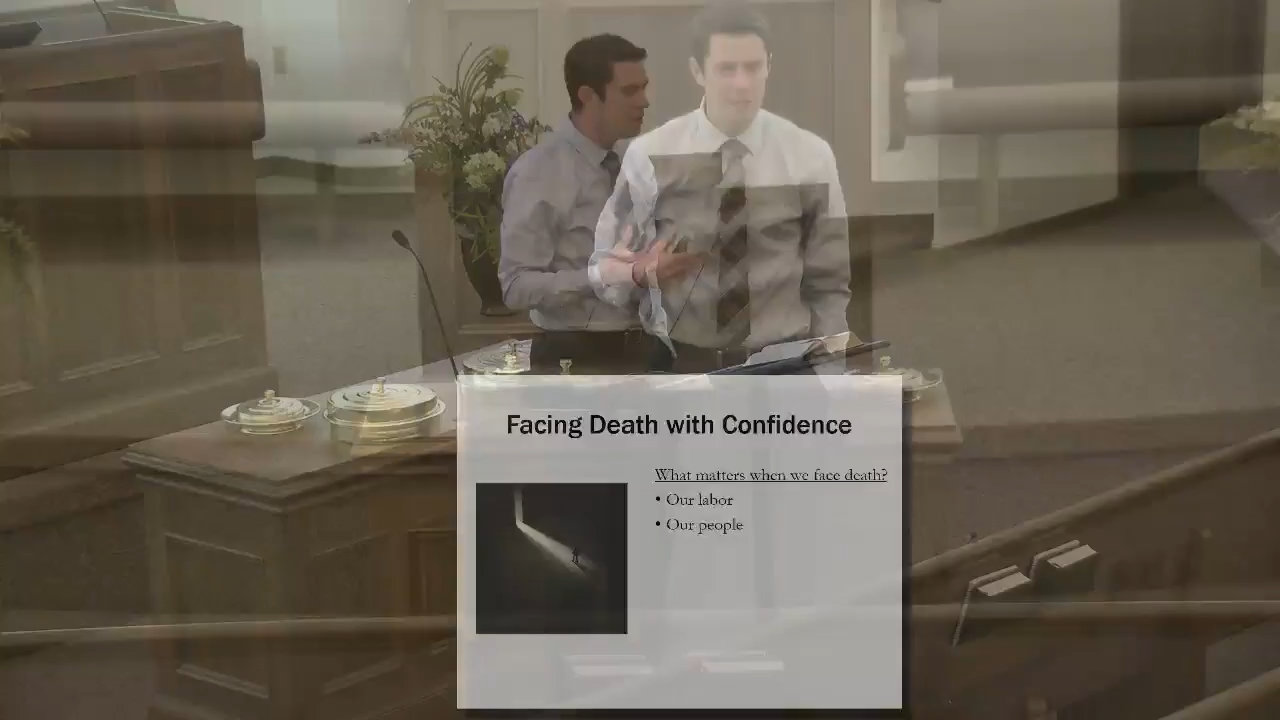 Facing Death with Confidence
What matters when we face death?
• Our labor
• Our people